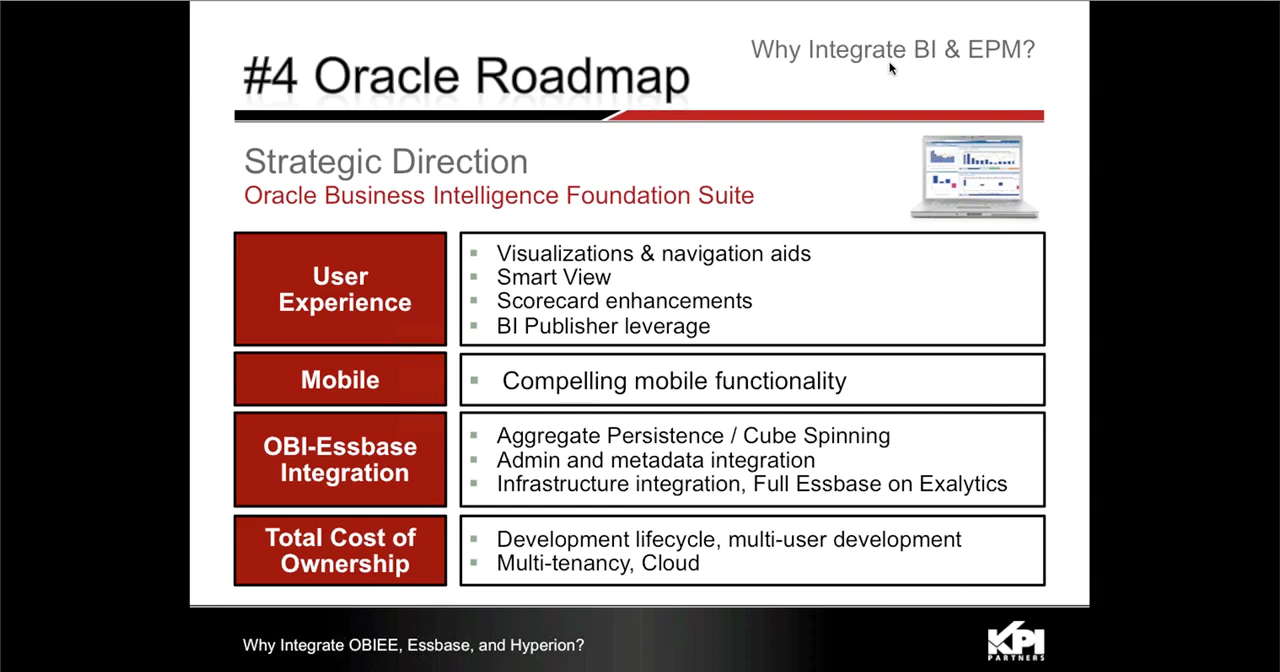 Why Integrate BI & EPM?
#4 Oracle Roadmap
Strategic Direction
Oracle Business Intelligence Foundation Suite
User
Experience
▪ Visualizations & navigation aids
▪ Smart View
▪ Scorecard enhancements
▪ BI Publisher leverage
Mobile
▪ Compelling mobile functionality
OBI-Essbase
Integration
▪ Aggregate Persistence / Cube Spinning
▪ Admin and metadata integration
▪ Infrastructure integration, Full Essbase on Exalytics
Total Cost of
Ownership
▪ Development lifecycle, multi-user development
▪ Multi-tenancy, Cloud
Why Integrate OBIEE, Essbase, and Hyperion?
KPI
PARTNERS